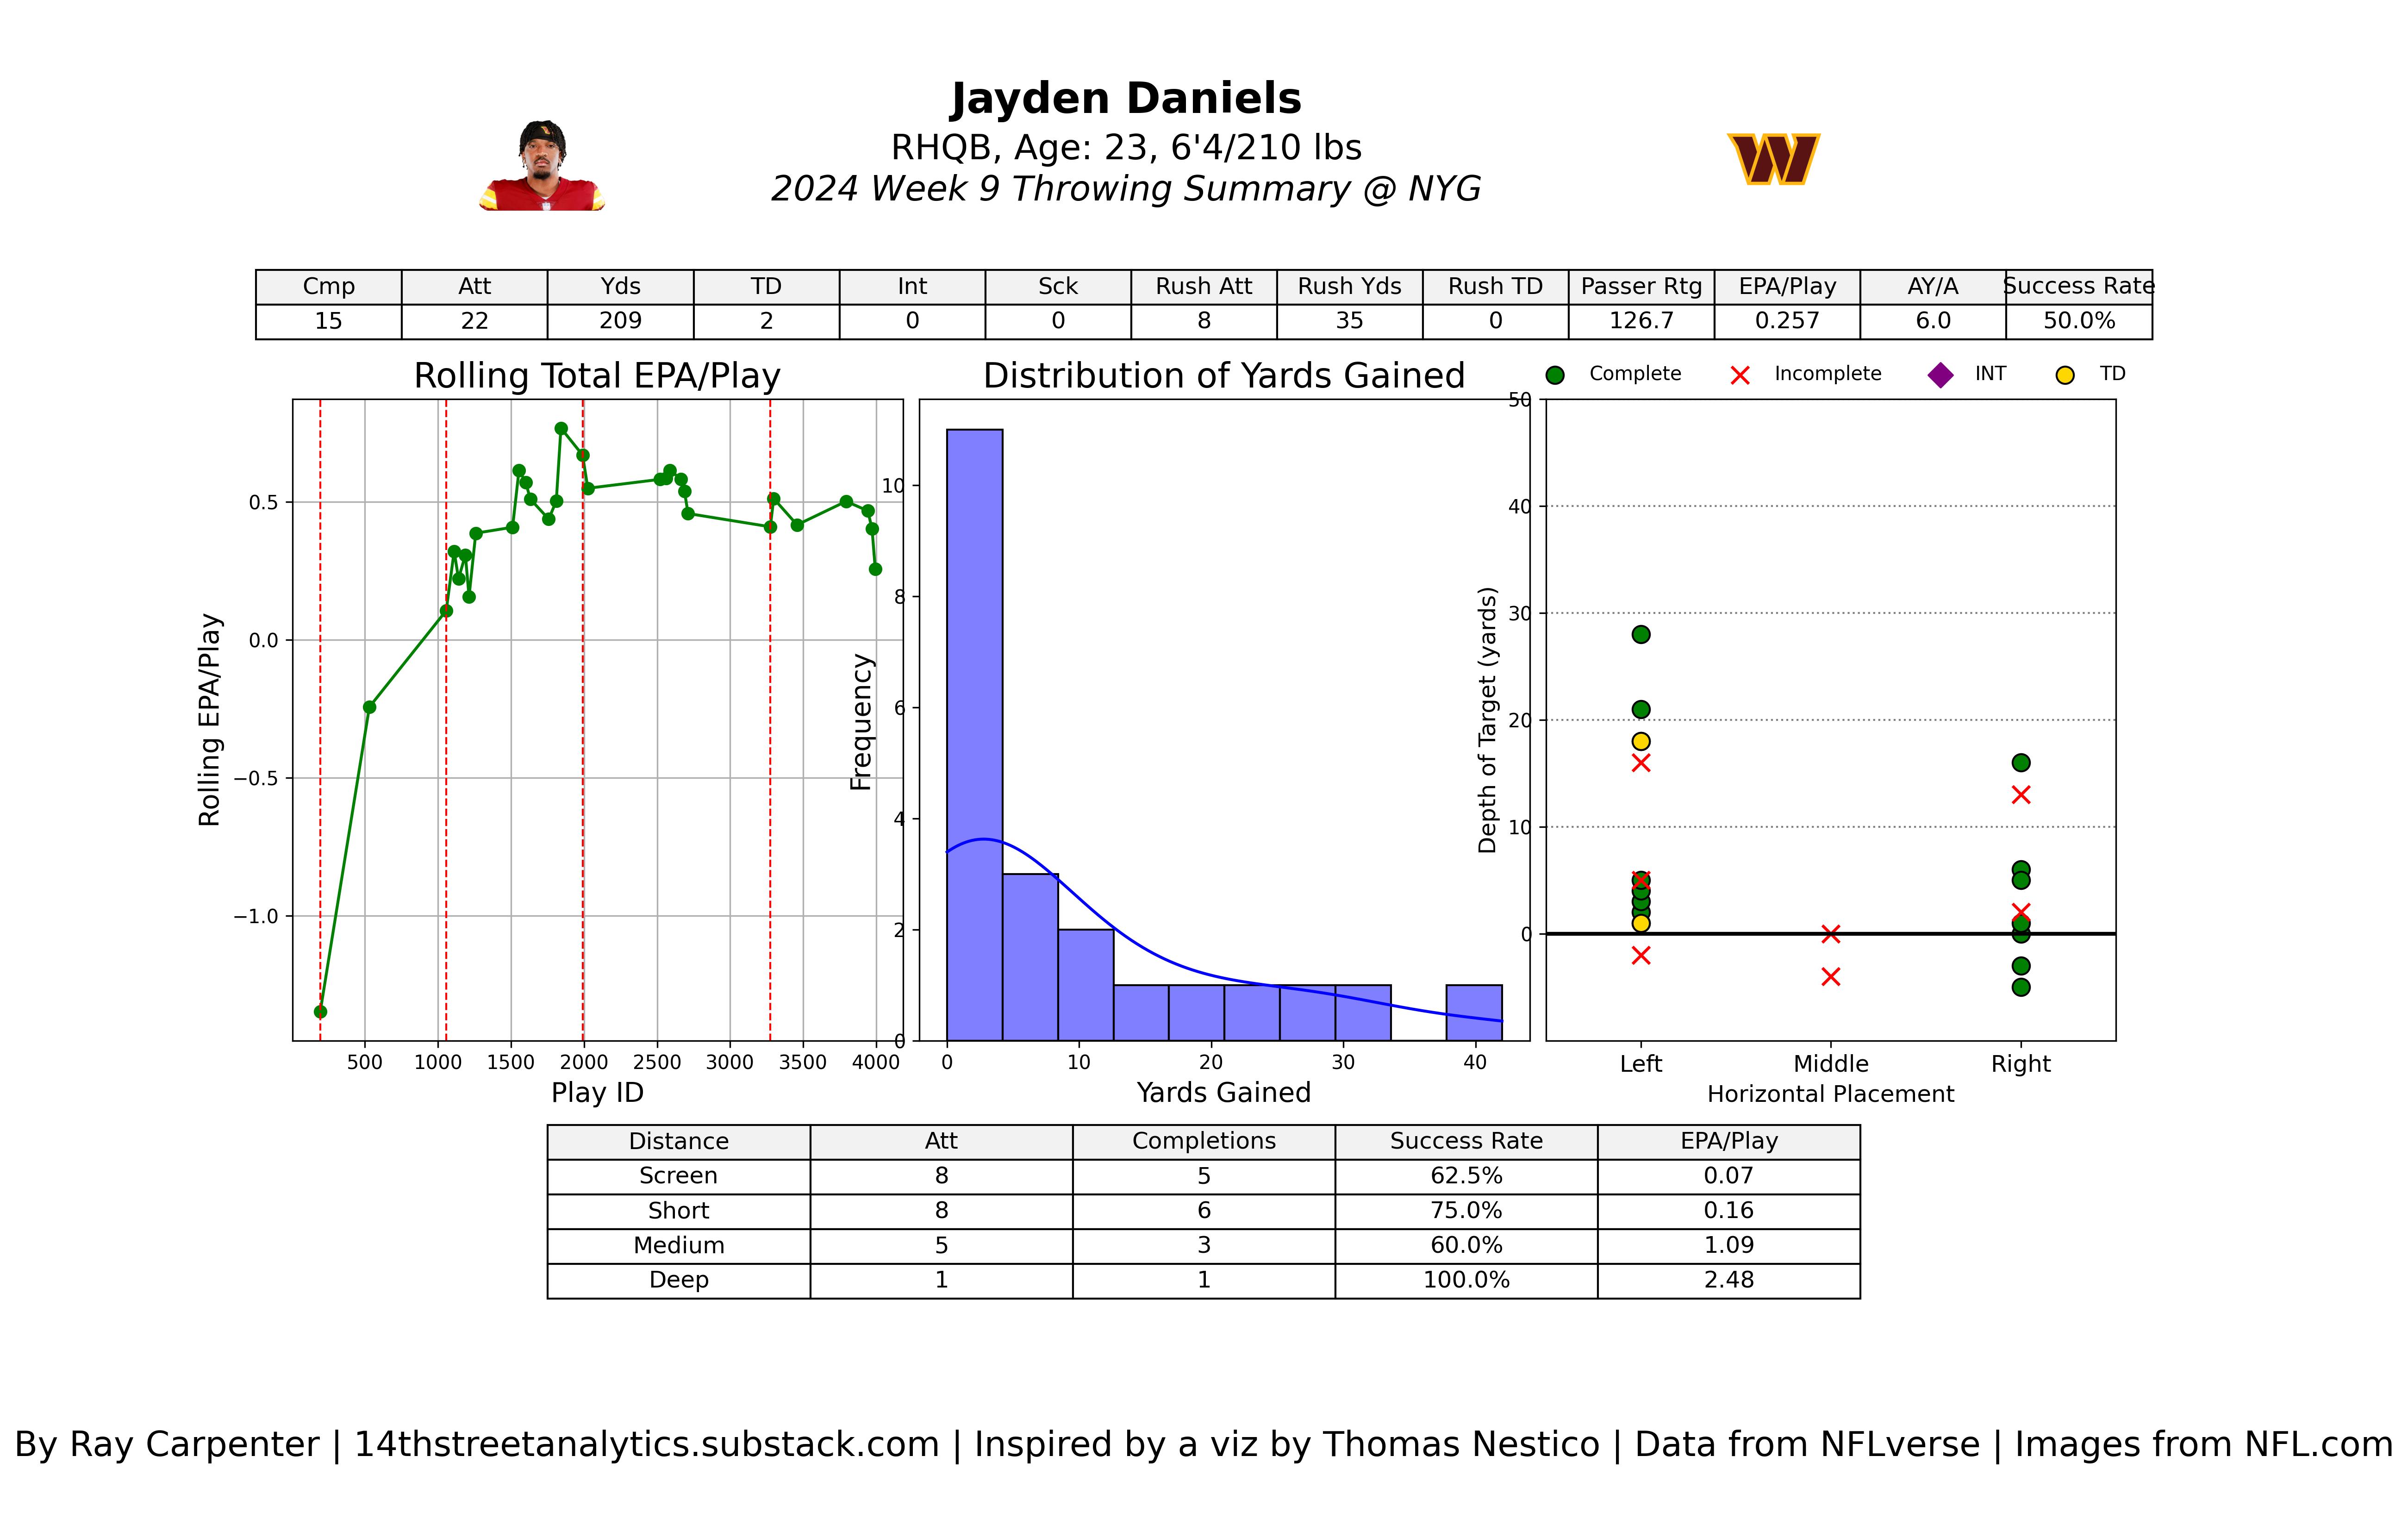 Jayden Daniels
RHQB, Age: 23, 6'4/210 lbs
2024 Week 9 Throwing Summary @ NYG
Cmp Att Yds TD Int Sck Rush Att Rush Yds Rush TD Passer Rtg EPA/Play AY/A Success Rate
15 22 209 2 0 0 8 35 0 126.7 0.257 6.0 50.0%
Rolling Total EPA/Play
Rolling EPA/Play
0.5
0.0
−0.5
−1.0
500 1000 1500 2000 2500 3000 3500 4000
Play ID
Distribution of Yards Gained
Frequency
10
8
6
4
2
0
0 10 20 30 40
Yards Gained
Complete Incomplete INT TD
Depth of Target (yards)
50
40
30
20
10
0
Left Middle Right
Horizontal Placement
Distance Att Completions Success Rate EPA/Play
Screen 8 5 62.5% 0.07
Short 8 6 75.0% 0.16
Medium 5 3 60.0% 1.09
Deep 1 1 100.0% 2.48
By Ray Carpenter | 14thstreetanalytics.substack.com | Inspired by a viz by Thomas Nestico | Data from NFLverse | Images from NFL.com